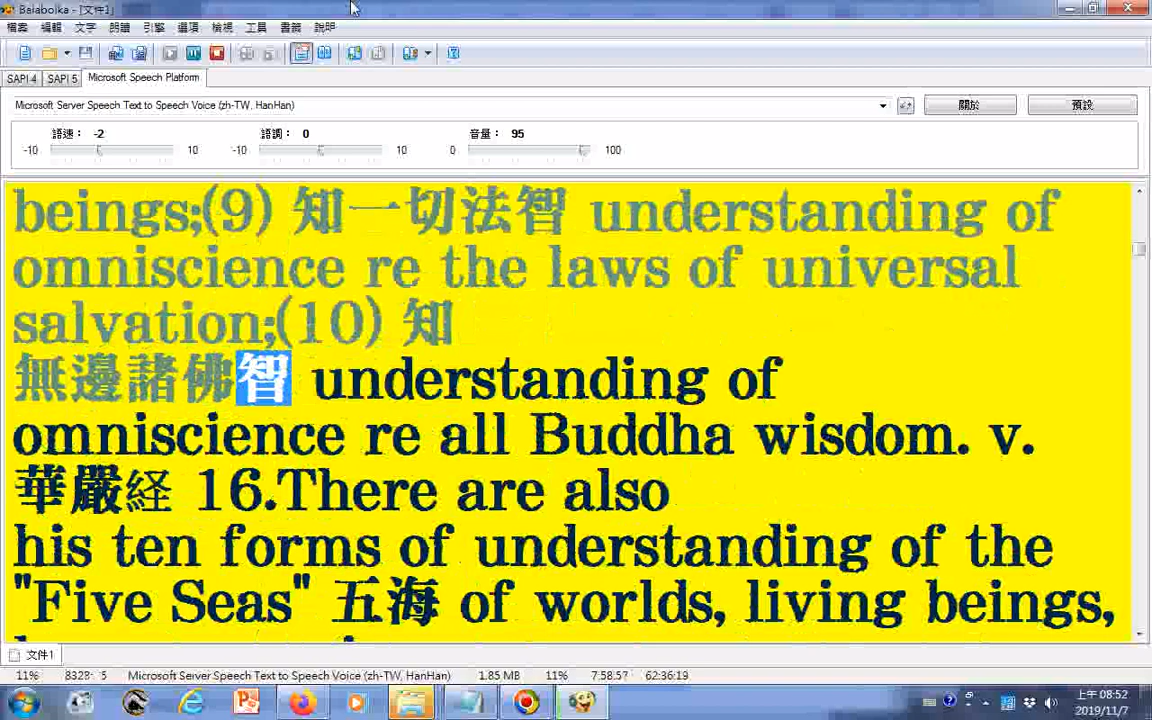 Balabolka - [文件1]
檔案 編輯 文字 朗讀 引擎 選項 檢視 工具 書籤 說明
SAPI 4 SAPI 5 Microsoft Speech Platform
Microsoft Server Speech Text to Speech Voice (zh-TW, HanHan) 關於 預設
語速： -2 語調： 0 音量： 95
-10 10 -10 10 0 100
beings;(9) 知一切法智 understanding of
omniscience re the laws of universal
salvation;(10) 知
無邊諸佛智 understanding of
omniscience re all Buddha wisdom. v.
華嚴経 16.There are also
his ten forms of understanding of the
"Five Seas" 五海 of worlds, living beings,
文件1
11% Microsoft Server Speech Text to Speech Voice (zh-TW, HanHan) 1.85 MB 11% 7:58:57 62:36:19
上午 08:52
2019/11/7